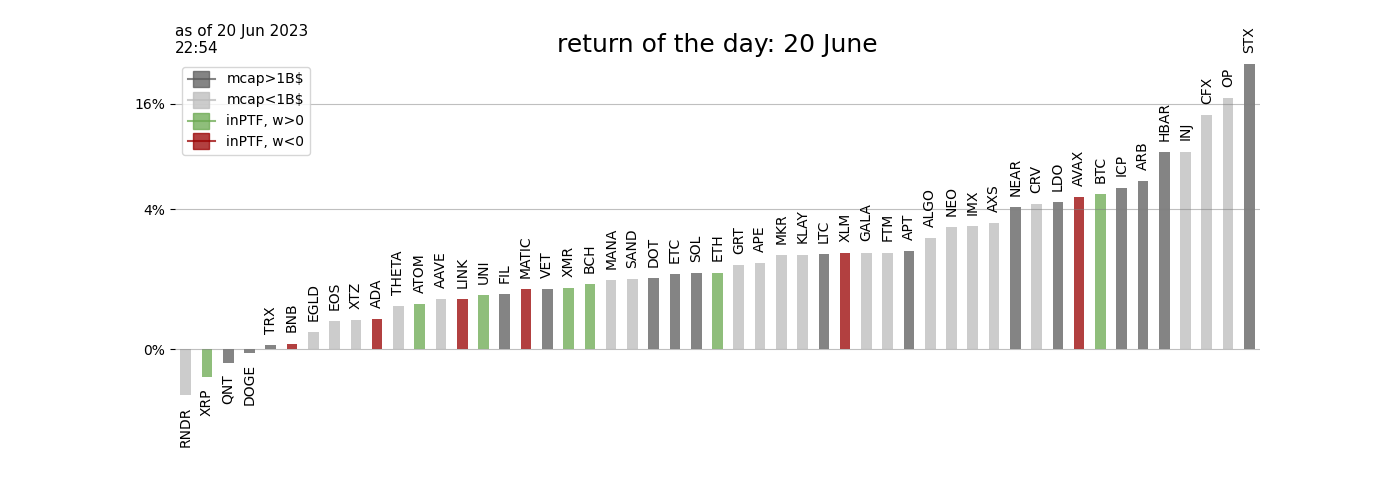 as of 20 Jun 2023
22:54
return of the day: 20 June
mcap>1B$
mcap<1B$
inPTF, w>0
inPTF, w<0
16%
4%
0%
RNDR
XRP
QNT
DOGE
TRX
BNB
EGLD
EOS
XTZ
ADA
THETA
ATOM
AAVE
LINK
UNI
FIL
MATIC
VET
XMR
BCH
MANA
SAND
DOT
ETC
SOL
ETH
GRT
APE
MKR
KLAY
LTC
XLM
GALA
FTM
APT
ALGO
NEO
IMX
AXS
NEAR
CRV
LDO
AVAX
BTC
ICP
ARB
HBAR
INJ
CFX
OP
STX